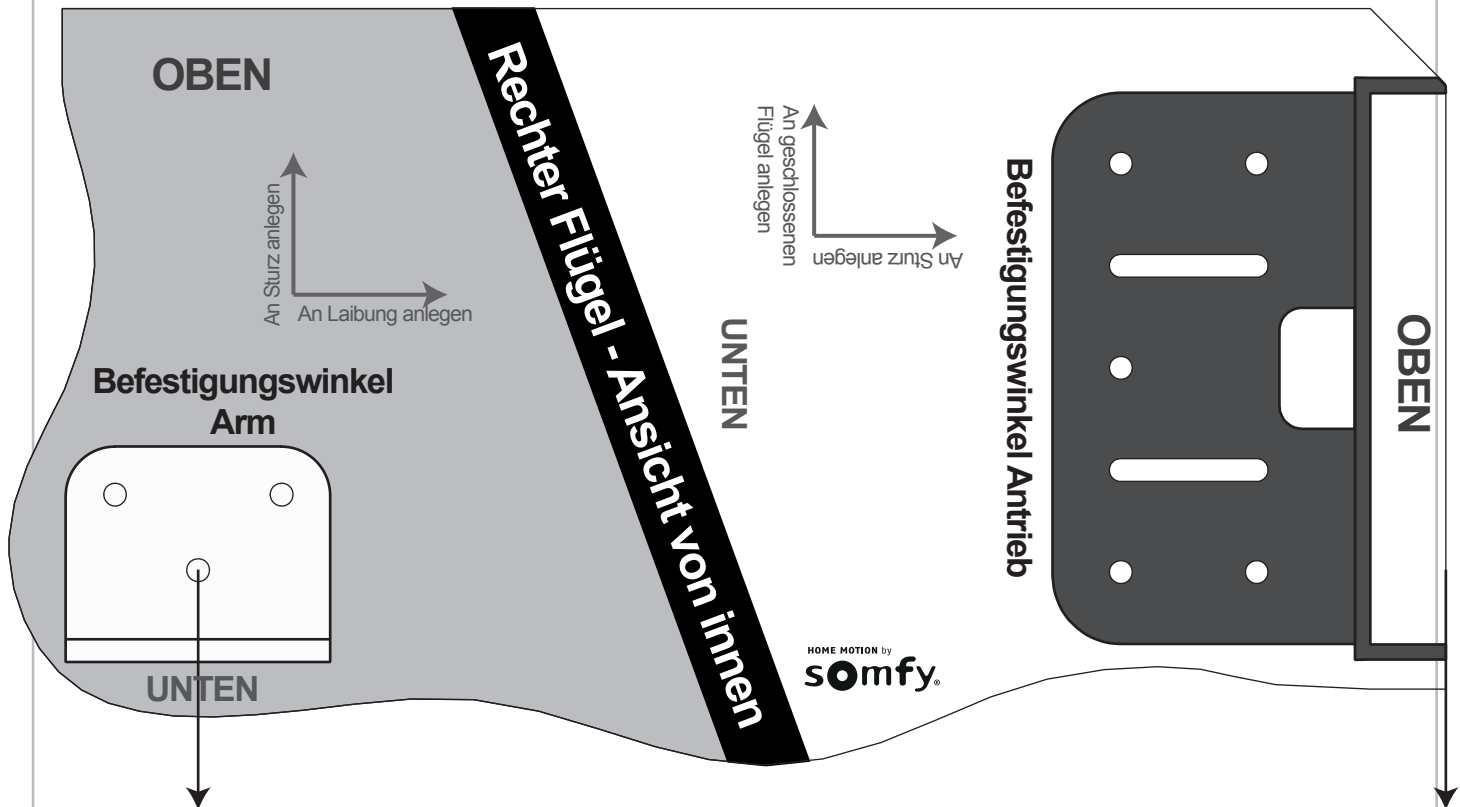 OBEN
An Sturz anlegen
An Laibung anlegen
Befestigungswinkel
Arm
UNTEN
Rechter Flügel - Ansicht von innen
An geschlossenen
Flügel anlegen
An Sturz anlegen
UNTEN
Befestigungswinkel Antrieb
OBEN
HOME MOTION by
somfy®